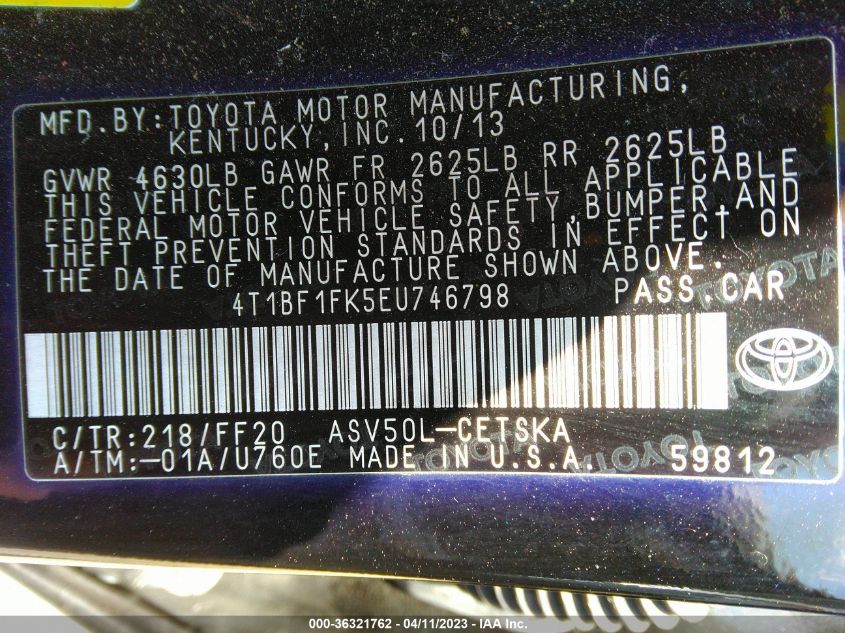 MFD. BY: TOYOTA MOTOR MANUFACTURING,
KENTUCKY, INC. 10/13
GVWR 4630LB GAWR FR 2625LB RR 2625LB
THIS VEHICLE CONFORMS TO ALL APPLICABLE
FEDERAL MOTOR VEHICLE SAFETY, BUMPER, AND
THEFT PREVENTION STANDARDS IN EFFECT ON
THE DATE OF MANUFACTURE SHOWN ABOVE.
4T1BF1FK5EU746798 PASS. CAR
C/TR: 218/FF20 ASV50L-CETSKA
A/TM: -01A/U760E MADE IN U.S.A. 59812
000-36321762 - 04/11/2023 - IAA Inc.